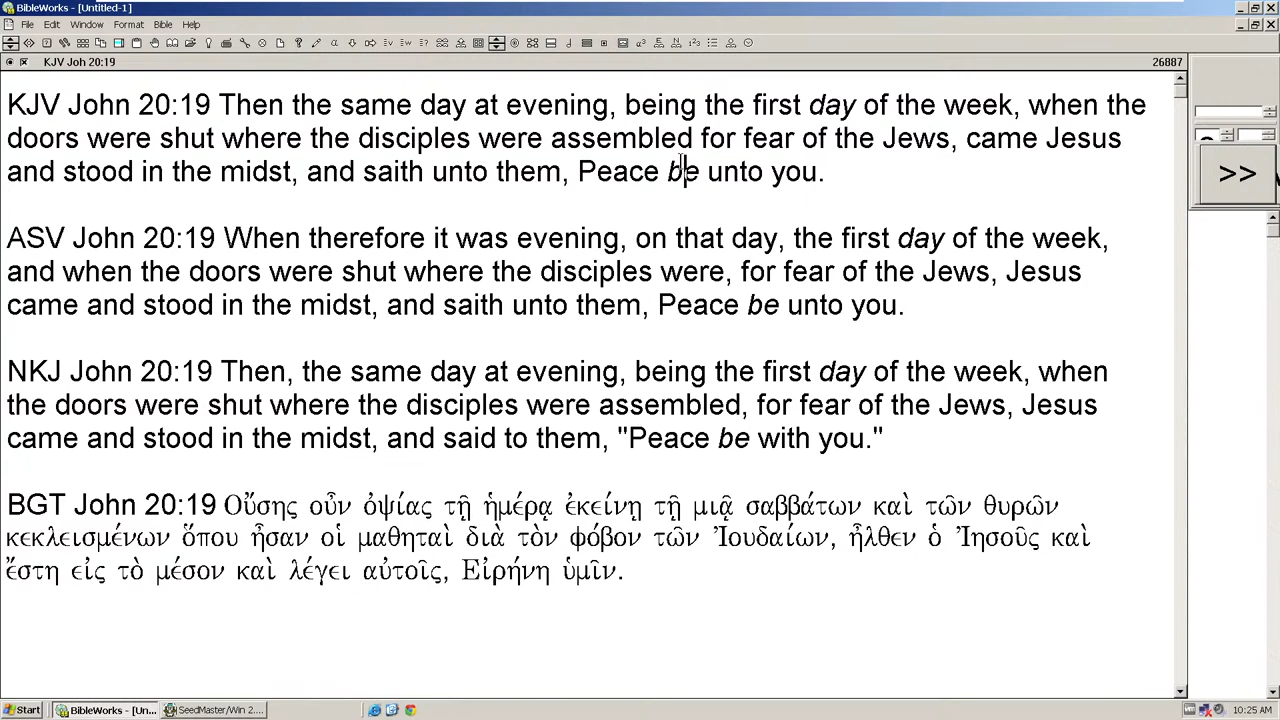 BibleWorks - [Untitled-1]
File Edit Window Format Bible Help
KJV Joh 20:19 26887
KJV John 20:19 Then the same day at evening, being the first day of the week, when the
doors were shut where the disciples were assembled for fear of the Jews, came Jesus
and stood in the midst, and saith unto them, Peace be unto you.
>>
ASV John 20:19 When therefore it was evening, on that day, the first day of the week,
and when the doors were shut where the disciples were, for fear of the Jews, Jesus
came and stood in the midst, and saith unto them, Peace be unto you.
NKJ John 20:19 Then, the same day at evening, being the first day of the week, when
the doors were shut where the disciples were assembled, for fear of the Jews, Jesus
came and stood in the midst, and said to them, "Peace be with you."
BGT John 20:19 Οὔσης οὖν ὀψίας τῇ ἡμέρᾳ ἐκείνῃ τῇ μιᾷ σαββάτων καὶ τῶν θυρῶν
κεκλεισμένων ὅπου ἦσαν οἱ μαθηταὶ διὰ τὸν φόβον τῶν Ἰουδαίων, ἦλθεν ὁ Ἰησοῦς καὶ
ἔστη εἰς τὸ μέσον καὶ λέγει αὐτοῖς, Εἰρήνη ὑμῖν.
Start BibleWorks - [Un... SeedMaster/Win 2.... 10:25 AM